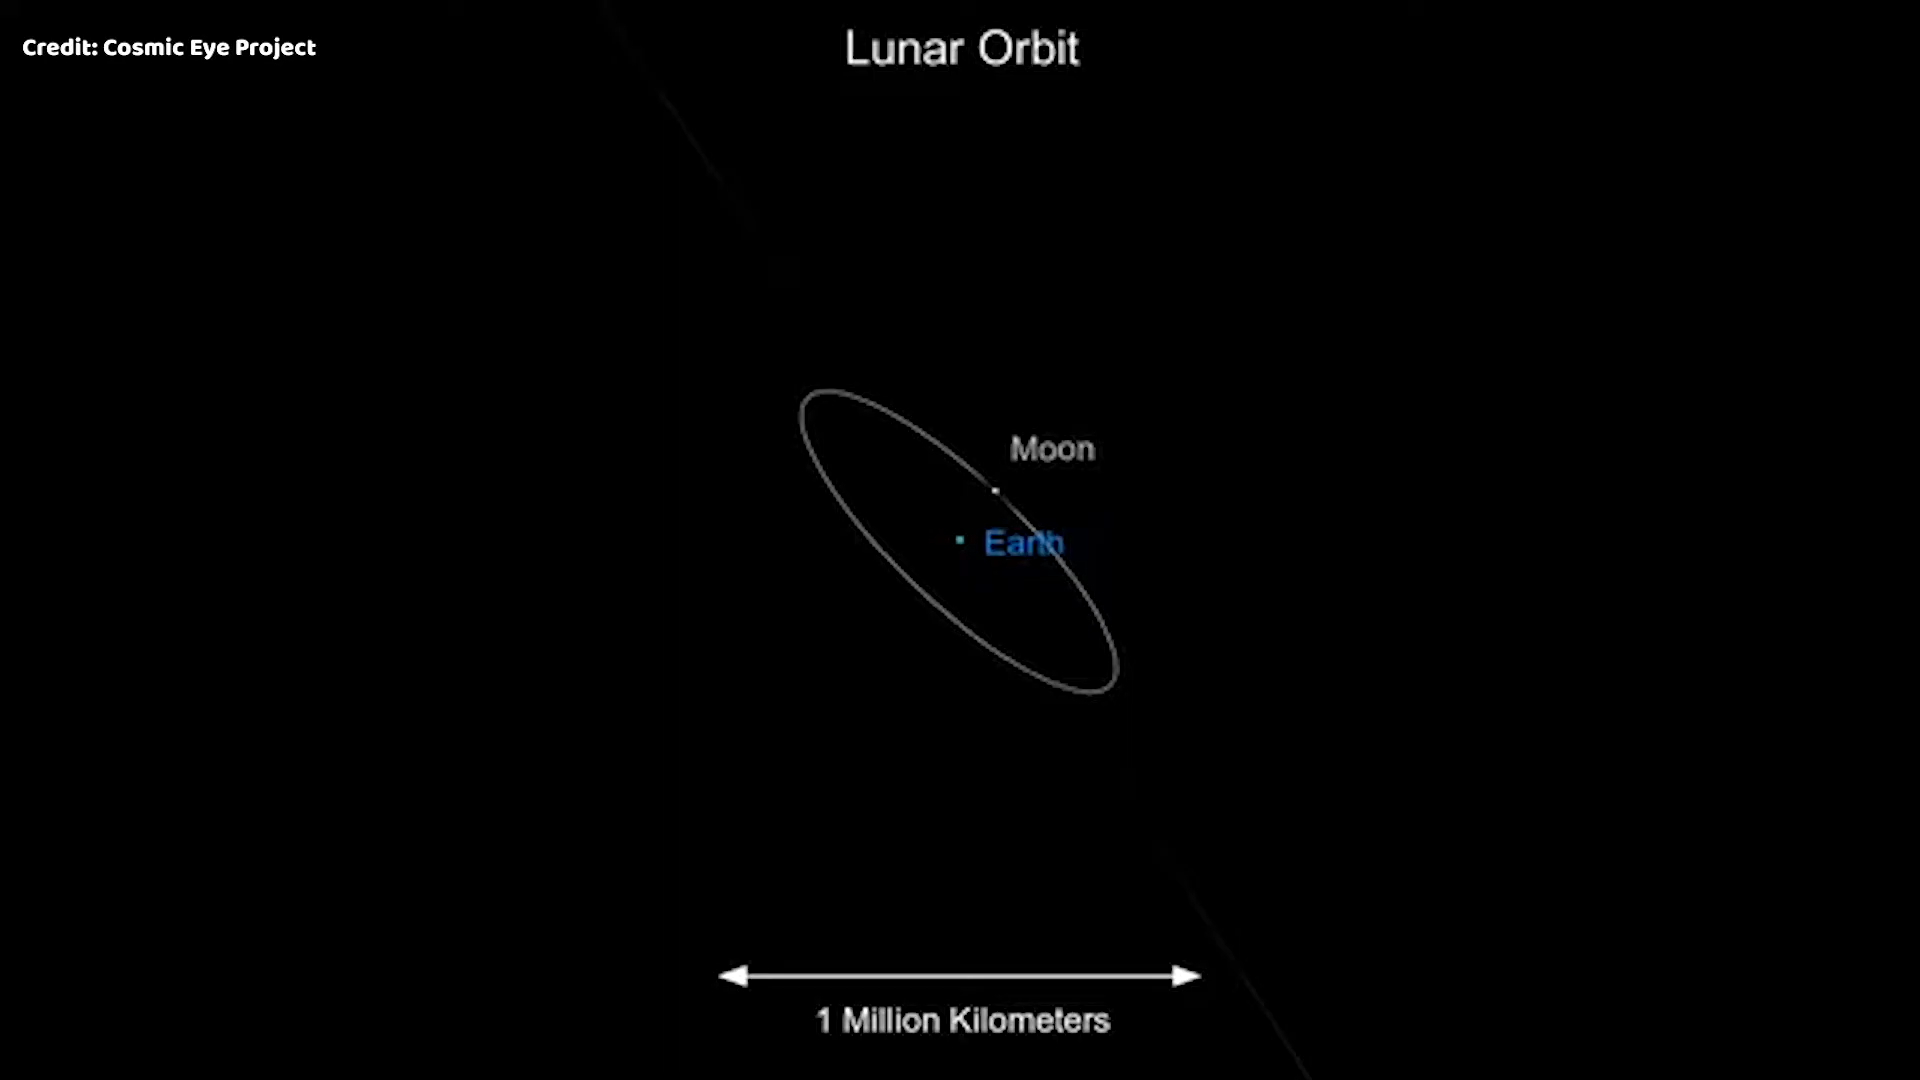 Credit: Cosmic Eye Project
Lunar Orbit
Moon
Earth
1 Million Kilometers